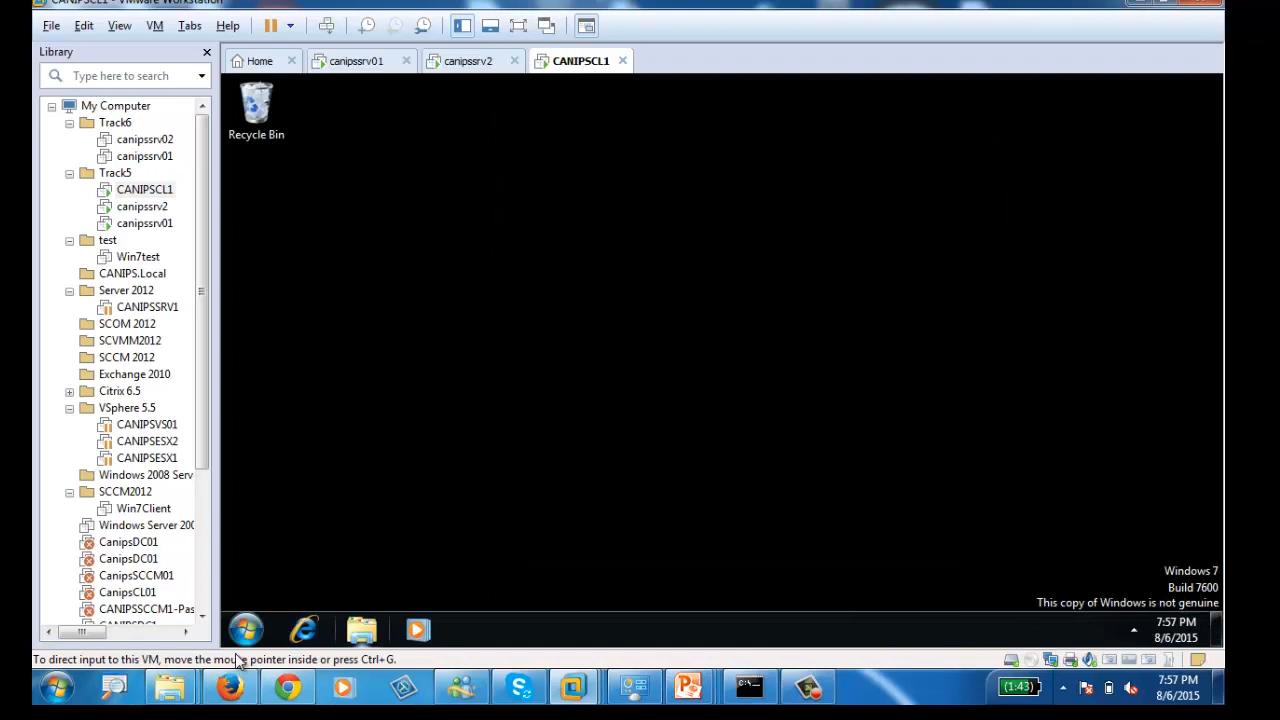 CANIPSCL1 - VMware Workstation
File Edit View VM Tabs Help
Library
Type here to search
Home canipssrv01 canipssrv2 CANIPSCL1
My Computer
Track6
canipssrv02
canipssrv01
Track5
CANIPSCL1
canipssrv2
canipssrv01
test
Win7test
CANIPS.Local
Server 2012
CANIPSSRV1
SCOM 2012
SCVMM2012
SCCM 2012
Exchange 2010
Citrix 6.5
VSphere 5.5
CANIPSVS01
CANIPSESX2
CANIPSESX1
Windows 2008 Serv
SCCM2012
Win7Client
Windows Server 200
CanipsDC01
CanipsDC01
CanipsSCCM01
CanipsCL01
CANIPSSCCM1-Pas
Recycle Bin
Windows 7
Build 7600
This copy of Windows is not genuine
7:57 PM
8/6/2015
To direct input to this VM, move the mouse pointer inside or press Ctrl+G.
C:\.
(1:43)
7:57 PM
8/6/2015